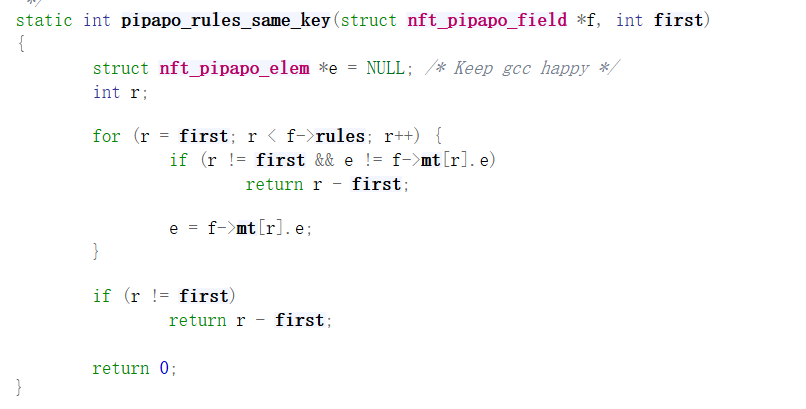 */
static int pipapo_rules_same_key(struct nft_pipapo_field *f, int first)
{
struct nft_pipapo_elem *e = NULL; /* Keep gcc happy */
int r;
for (r = first; r < f->rules; r++) {
if (r != first && e != f->mt[r].e)
return r - first;
e = f->mt[r].e;
}
if (r != first)
return r - first;
return 0;
}